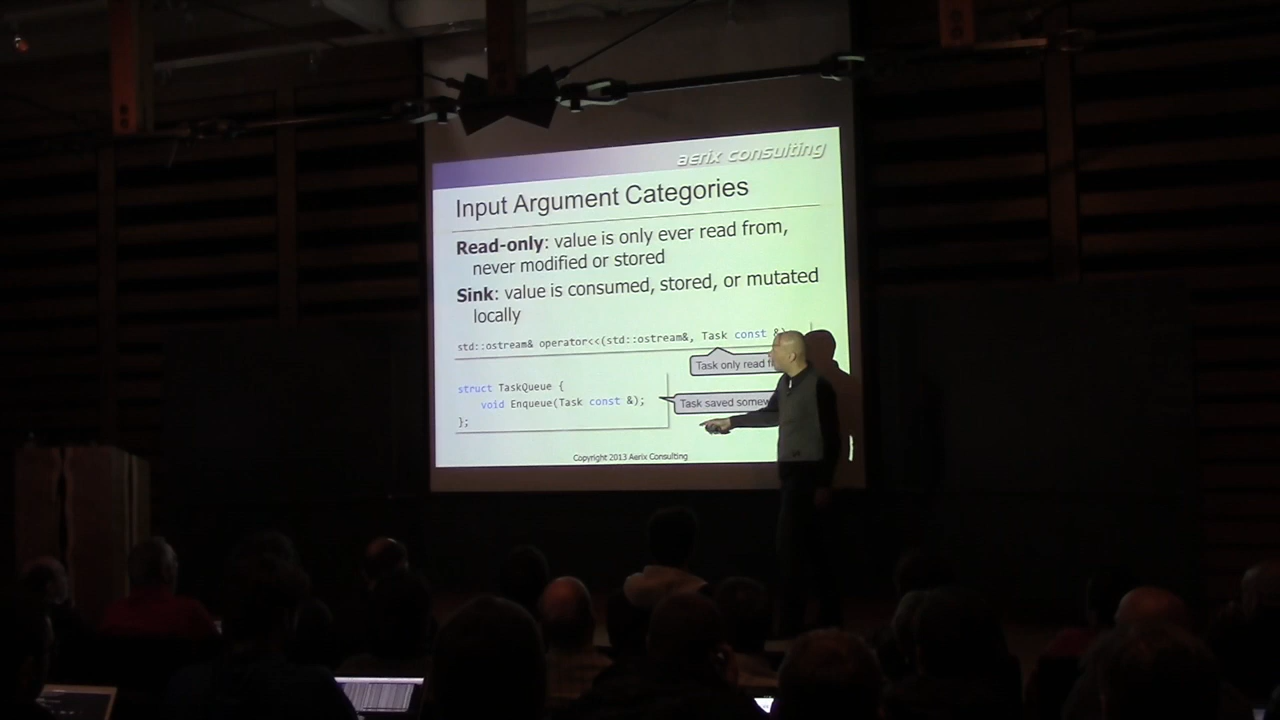 aerix consulting
Input Argument Categories
Read-only: value is only ever read from,
never modified or stored
Sink: value is consumed, stored, or mutated
locally
std::ostream& operator<<(std::ostream&, Task const &)
Task only read
struct TaskQueue {
void Enqueue(Task const &);
Task saved
};
Copyright 2013 Aerix Consulting